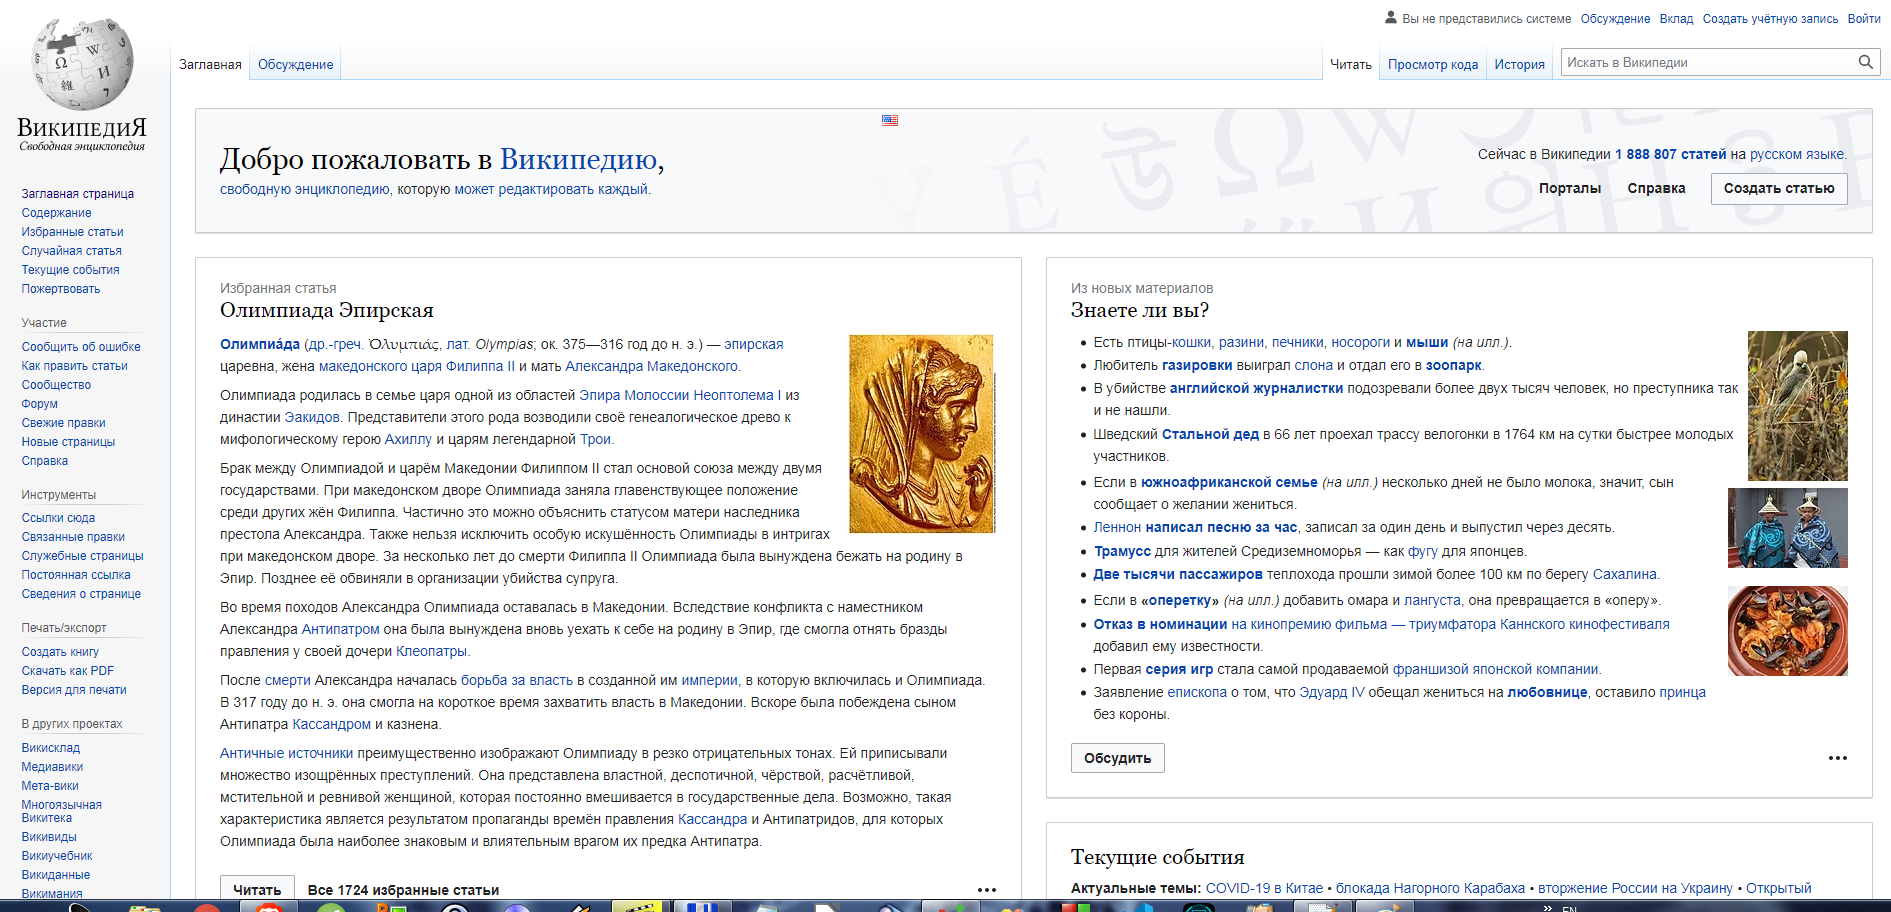 Вы не представились системе Обсуждение Вклад Создать учётную запись Войти
Заглавная Обсуждение Читать Просмотр кода История Искать в Википедии
ВикипедиЯ
Свободная энциклопедия
Заглавная страница
Содержание
Избранные статьи
Случайная статья
Текущие события
Пожертвовать
Участие
Сообщить об ошибке
Как править статьи
Сообщество
Форум
Свежие правки
Новые страницы
Справка
Инструменты
Ссылки сюда
Связанные правки
Служебные страницы
Постоянная ссылка
Сведения о странице
Печать/экспорт
Создать книгу
Скачать как PDF
Версия для печати
В других проектах
Викисклад
Медиавики
Мета-вики
Многоязычная
Викитека
Викивиды
Викиучебник
Викиданные
Викимания
Добро пожаловать в Википедию,
свободную энциклопедию, которую может редактировать каждый.
Сейчас в Википедии 1 888 807 статей на русском языке.
Порталы Справка Создать статью
Избранная статья
Олимпиада Эпирская
Олимпиа́да (др.-греч. Ὀλυμπιάς, лат. Olympias; ок. 375—316 год до н. э.) — эпирская
царевна, жена македонского царя Филиппа II и мать Александра Македонского.
Олимпиада родилась в семье царя одной из областей Эпира Молоссии Неоптолема I из
династии Эакидов. Представители этого рода возводили своё генеалогическое древо к
мифологическому герою Ахиллу и царям легендарной Трои.
Брак между Олимпиадой и царём Македонии Филиппом II стал основой союза между двумя
государствами. При македонском дворе Олимпиада заняла главенствующее положение
среди других жён Филиппа. Частично это можно объяснить статусом матери наследника
престола Александра. Также нельзя исключить особую искушённость Олимпиады в интригах
при македонском дворе. За несколько лет до смерти Филиппа II Олимпиада была вынуждена бежать на родину в
Эпир. Позднее её обвиняли в организации убийства супруга.
Во время походов Александра Олимпиада оставалась в Македонии. Вследствие конфликта с наместником
Александра Антипатром она была вынуждена вновь уехать к себе на родину в Эпир, где смогла отнять бразды
правления у своей дочери Клеопатры.
После смерти Александра началась борьба за власть в созданной им империи, в которую включилась и Олимпиада.
В 317 году до н. э. она смогла на короткое время захватить власть в Македонии. Вскоре была побеждена сыном
Антипатра Кассандром и казнена.
Античные источники преимущественно изображают Олимпиаду в резко отрицательных тонах. Ей приписывали
множество изощрённых преступлений. Она представлена властной, деспотичной, чёрствой, расчётливой,
мстительной и ревнивой женщиной, которая постоянно вмешивается в государственные дела. Возможно, такая
характеристика является результатом пропаганды времён правления Кассандра и Антипатридов, для которых
Олимпиада была наиболее знаковым и влиятельным врагом их предка Антипатра.
Читать Все 1724 избранные статьи
Из новых материалов
Знаете ли вы?
Есть птицы-кошки, разини, печники, носороги и мыши (на илл.).
Любитель газировки выиграл слона и отдал его в зоопарк.
В убийстве английской журналистки подозревали более двух тысяч человек, но преступника так
и не нашли.
Шведский Стальной дед в 66 лет проехал трассу велогонки в 1764 км на сутки быстрее молодых
участников.
Если в южноафриканской семье (на илл.) несколько дней не было молока, значит, сын
сообщает о желании жениться.
Леннон написал песню за час, записал за один день и выпустил через десять.
Трамусс для жителей Средиземноморья — как фугу для японцев.
Две тысячи пассажиров теплохода прошли зимой более 100 км по берегу Сахалина.
Если в «оперетку» (на илл.) добавить омара и лангуста, она превращается в «оперу».
Отказ в номинации на кинопремию фильма — триумфатора Каннского кинофестиваля
добавил ему известности.
Первая серия игр стала самой продаваемой франшизой японской компании.
Заявление епископа о том, что Эдуард IV обещал жениться на любовнице, оставило принца
без короны.
Обсудить
Текущие события
Актуальные темы: COVID-19 в Китае • блокада Нагорного Карабаха • вторжение России на Украину • Открытый
EN